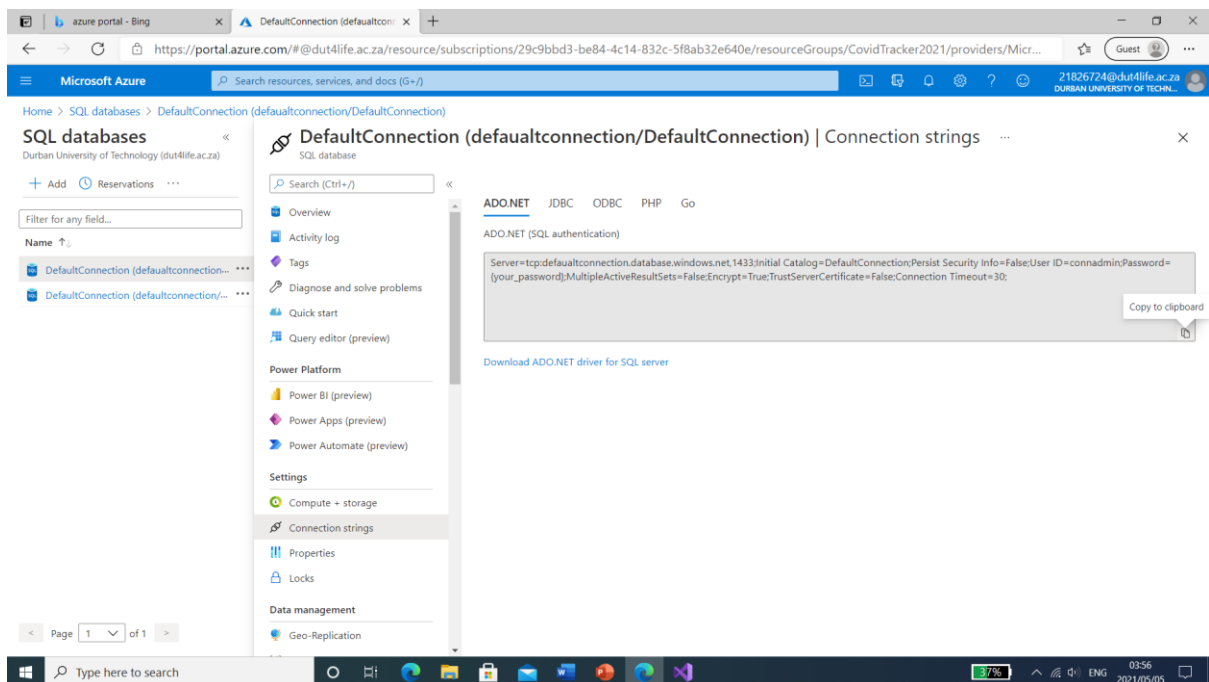 azure portal - Bing
DefaultConnection (defaualtconn
https://portal.azure.com/#@dut4life.ac.za/resource/subscriptions/29c9bbd3-be84-4c14-832c-5f8ab32e640e/resourceGroups/CovidTracker2021/providers/Micr...
Guest
Microsoft Azure
Search resources, services, and docs (G+/)
21826724@dut4life.ac.za
DURBAN UNIVERSITY OF TECHN...
Home > SQL databases > DefaultConnection (defaualtconnection/DefaultConnection)
SQL databases
Durban University of Technology (dut4life.ac.za)
+ Add Reservations ...
Filter for any field...
Name ↑↓
DefaultConnection (defaualtconnection... ...
DefaultConnection (defaultconnection/... ...
< Page 1 of 1 >
DefaultConnection (defaualtconnection/DefaultConnection) | Connection strings ...
SQL database
Search (Ctrl+/)
Overview
Activity log
Tags
Diagnose and solve problems
Quick start
Query editor (preview)
Power Platform
Power BI (preview)
Power Apps (preview)
Power Automate (preview)
Settings
Compute + storage
Connection strings
Properties
Locks
Data management
Geo-Replication
ADO.NET JDBC ODBC PHP Go
ADO.NET (SQL authentication)
Server=tcp:defaualtconnection.database.windows.net,1433;Initial Catalog=DefaultConnection;Persist Security Info=False;User ID=connadmin;Password=
{your_password};MultipleActiveResultSets=False;Encrypt=True;TrustServerCertificate=False;Connection Timeout=30;
Copy to clipboard
Download ADO.NET driver for SQL server
Type here to search
37%
ENG
03:56
2021/05/05